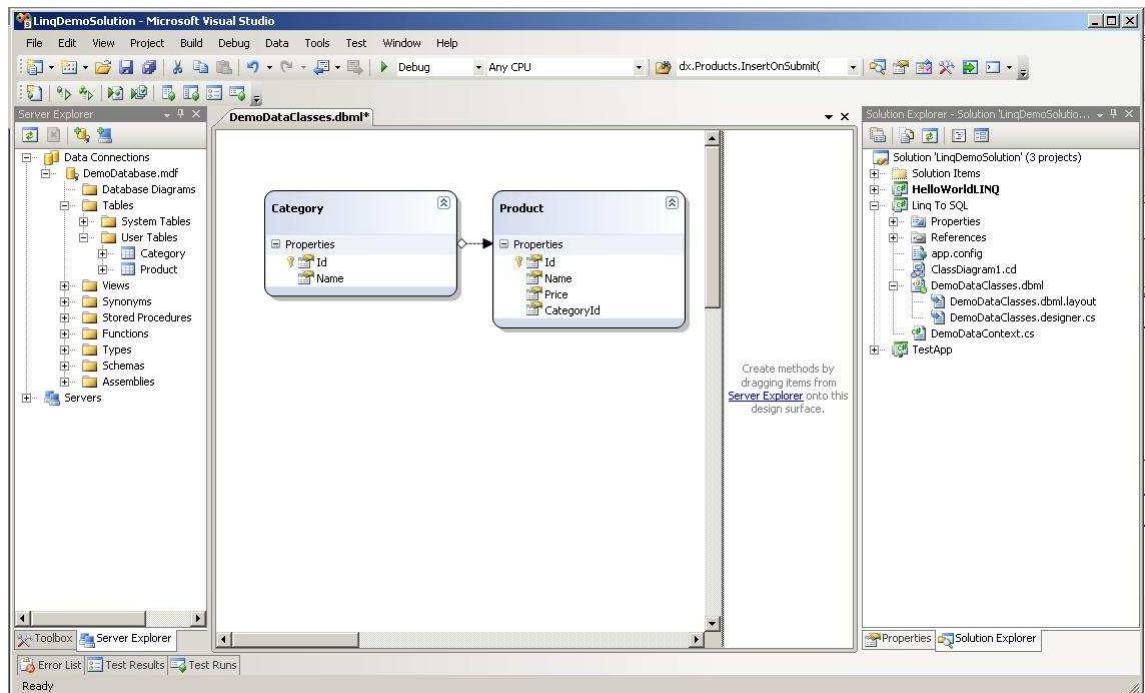 LinqDemoSolution - Microsoft Visual Studio
File Edit View Project Build Debug Data Tools Test Window Help
Debug Any CPU dx.Products.InsertOnSubmit(
Server Explorer
Data Connections
DemoDatabase.mdf
Database Diagrams
Tables
System Tables
User Tables
Category
Product
Views
Synonyms
Stored Procedures
Functions
Types
Schemas
Assemblies
Servers
Toolbox Server Explorer
DemoDataClasses.dbml*
Category
Properties
Id
Name
Product
Properties
Id
Name
Price
CategoryId
Create methods by
dragging items from
Server Explorer onto this
design surface.
Solution Explorer - Solution 'LinqDemoSolutio...
Solution 'LinqDemoSolution' (3 projects)
Solution Items
HelloWorldLINQ
Linq To SQL
Properties
References
app.config
ClassDiagram1.cd
DemoDataClasses.dbml
DemoDataClasses.dbml.layout
DemoDataClasses.designer.cs
DemoDataContext.cs
TestApp
Properties Solution Explorer
Error List Test Results Test Runs
Ready